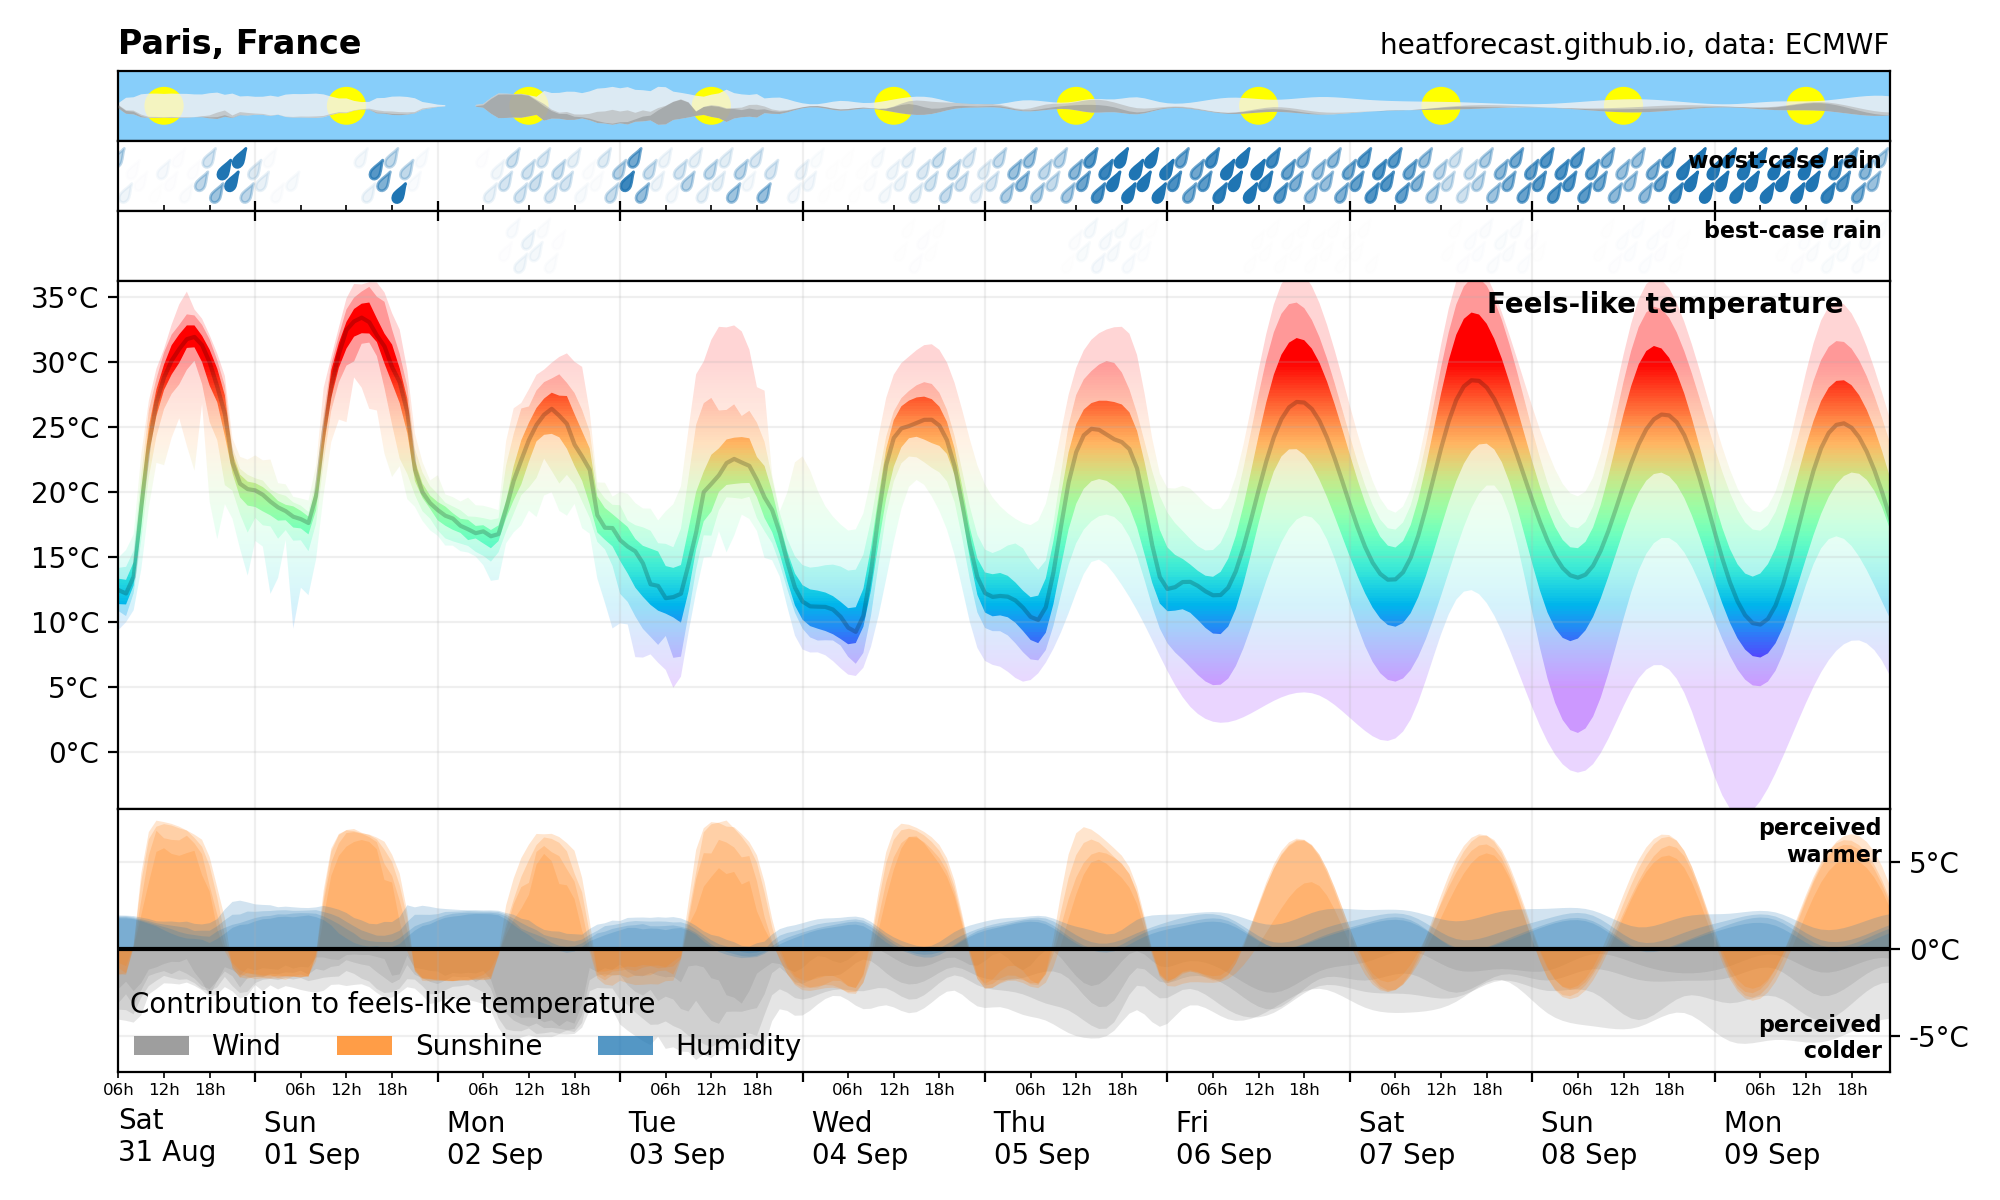 Paris, France
heatforecast.github.io, data: ECMWF
worst-case rain
best-case rain
Feels-like temperature
35°C
30°C
25°C
20°C
15°C
10°C
5°C
0°C
perceived
warmer
5°C
0°C
-5°C
perceived
colder
Contribution to feels-like temperature
Wind Sunshine Humidity
06h 12h 18h 06h 12h 18h 06h 12h 18h 06h 12h 18h 06h 12h 18h 06h 12h 18h 06h 12h 18h 06h 12h 18h 06h 12h 18h 06h 12h 18h
Sat Sun Mon Tue Wed Thu Fri Sat Sun Mon
31 Aug 01 Sep 02 Sep 03 Sep 04 Sep 05 Sep 06 Sep 07 Sep 08 Sep 09 Sep